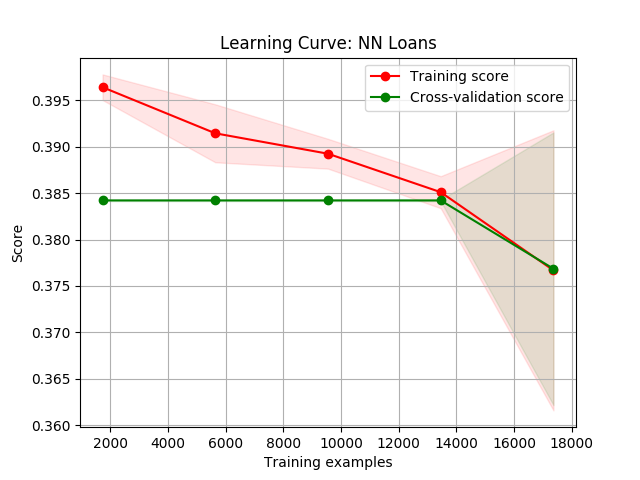 Learning Curve: NN Loans
Training score
Cross-validation score
0.395
0.390
0.385
0.380
0.375
0.370
0.365
0.360
Score
2000 4000 6000 8000 10000 12000 14000 16000 18000
Training examples